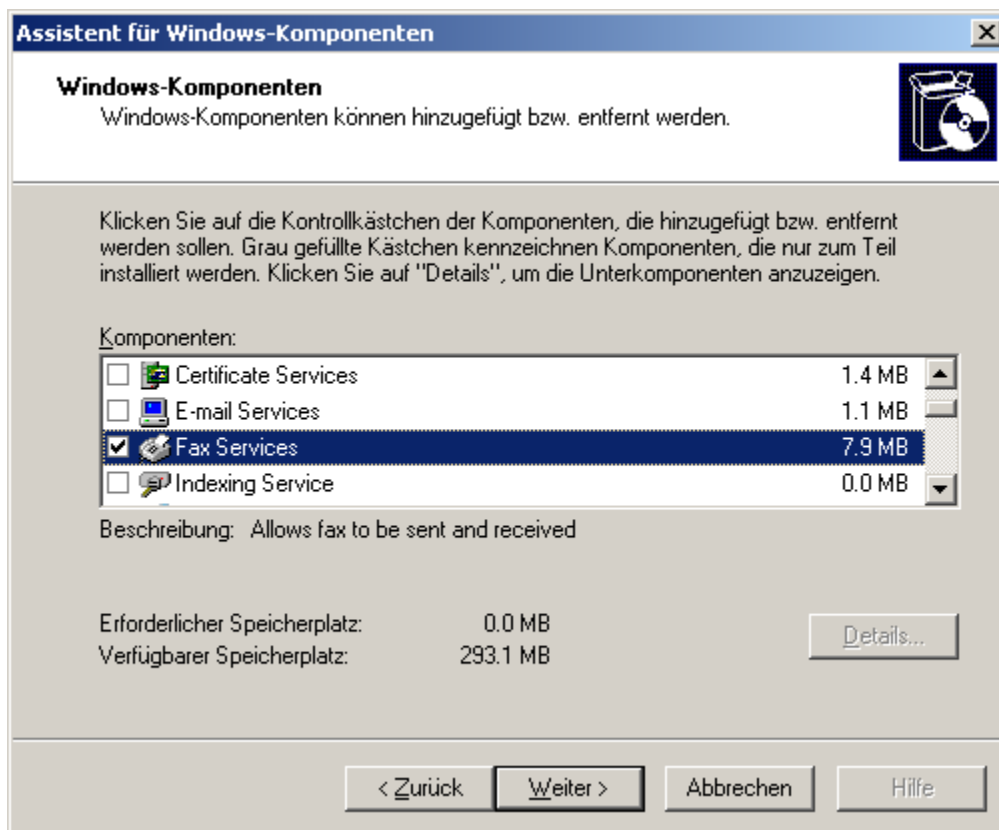 Assistent für Windows-Komponenten
Windows-Komponenten
Windows-Komponenten können hinzugefügt bzw. entfernt werden.
Klicken Sie auf die Kontrollkästchen der Komponenten, die hinzugefügt bzw. entfernt
werden sollen. Grau gefüllte Kästchen kennzeichnen Komponenten, die nur zum Teil
installiert werden. Klicken Sie auf "Details", um die Unterkomponenten anzuzeigen.
Komponenten:
Certificate Services 1.4 MB
E-mail Services 1.1 MB
Fax Services 7.9 MB
Indexing Service 0.0 MB
Beschreibung: Allows fax to be sent and received
Erforderlicher Speicherplatz: 0.0 MB
Verfügbarer Speicherplatz: 293.1 MB
Details...
< Zurück Weiter > Abbrechen Hilfe